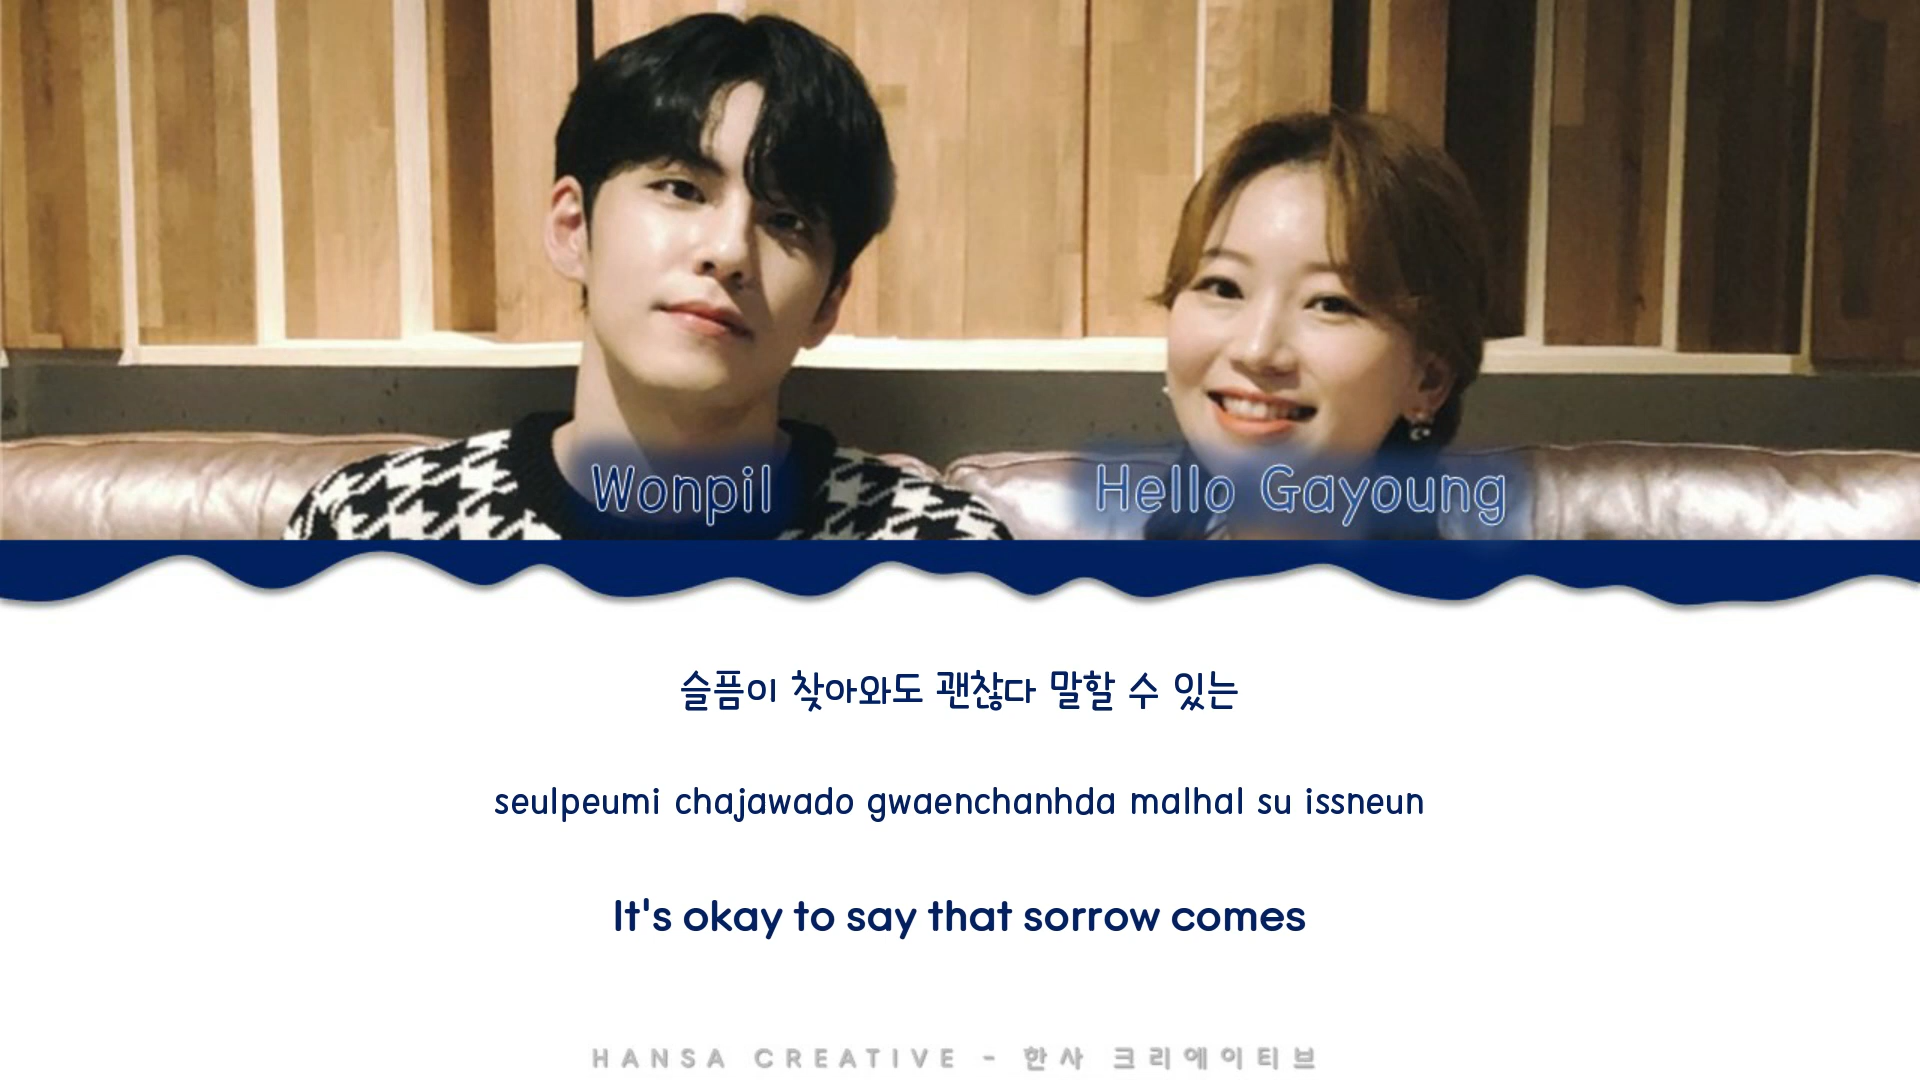 Wonpil Hello Gayoung
슬픔이 찾아와도 괜찮다 말할 수 있는
seulpeumi chajawado gwaenchanhda malhal su issneun
It's okay to say that sorrow comes
HANSA CREATIVE - 한사 크리에이티브